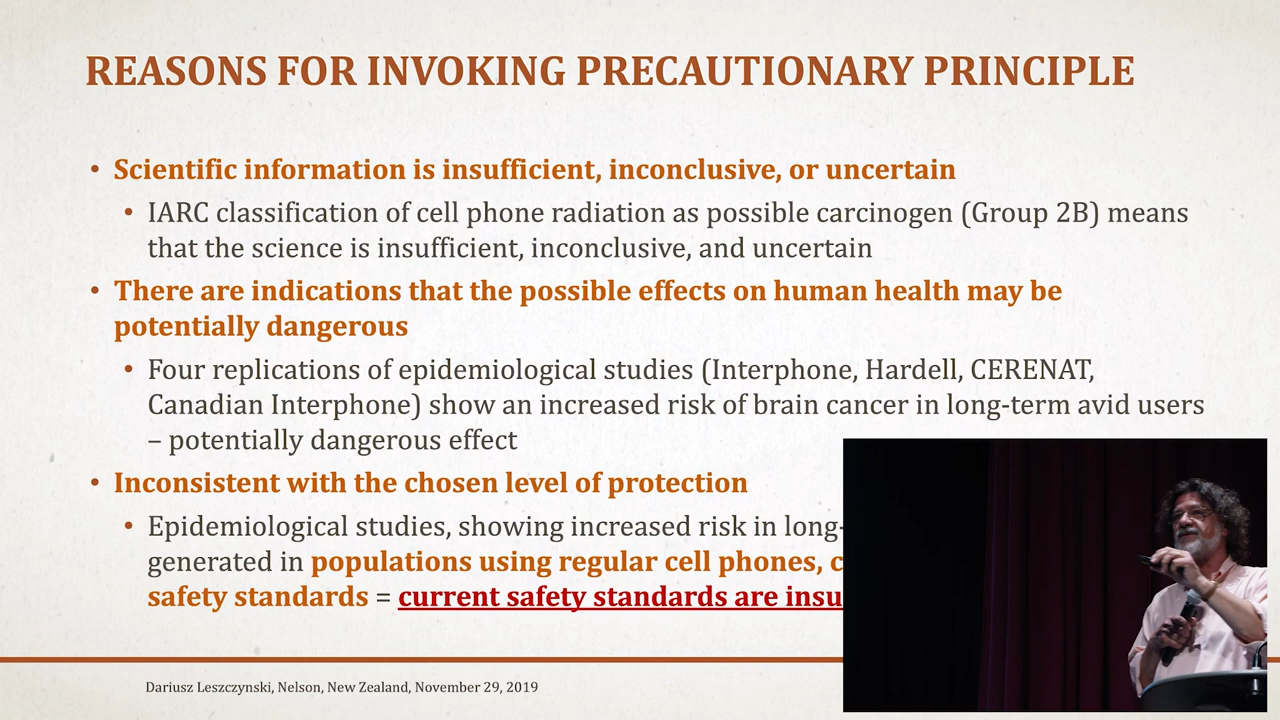 REASONS FOR INVOKING PRECAUTIONARY PRINCIPLE
• Scientific information is insufficient, inconclusive, or uncertain
• IARC classification of cell phone radiation as possible carcinogen (Group 2B) means
that the science is insufficient, inconclusive, and uncertain
• There are indications that the possible effects on human health may be
potentially dangerous
• Four replications of epidemiological studies (Interphone, Hardell, CERENAT,
Canadian Interphone) show an increased risk of brain cancer in long-term avid users
– potentially dangerous effect
• Inconsistent with the chosen level of protection
• Epidemiological studies, showing increased risk in long-
generated in populations using regular cell phones,
safety standards = current safety standards are
Dariusz Leszczynski, Nelson, New Zealand, November 29, 2019